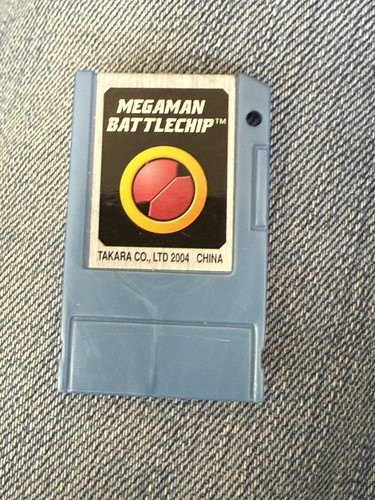 MEGAMAN
BATTLECHIP™
TAKARA CO., LTD 2004 CHINA